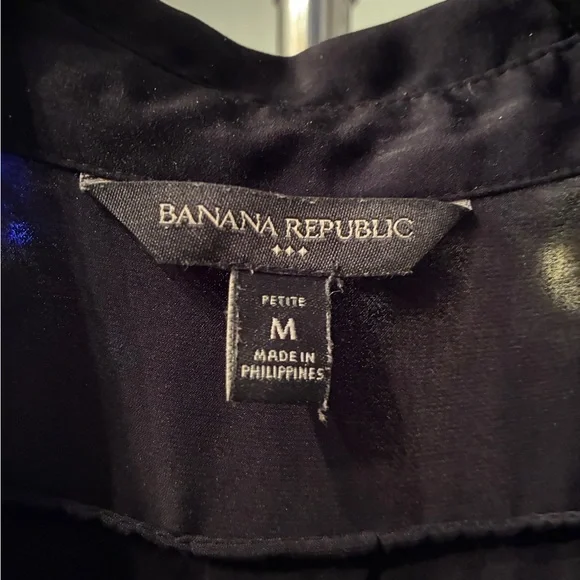 BANANA REPUBLIC
PETITE
M
MADE IN
PHILIPPINES